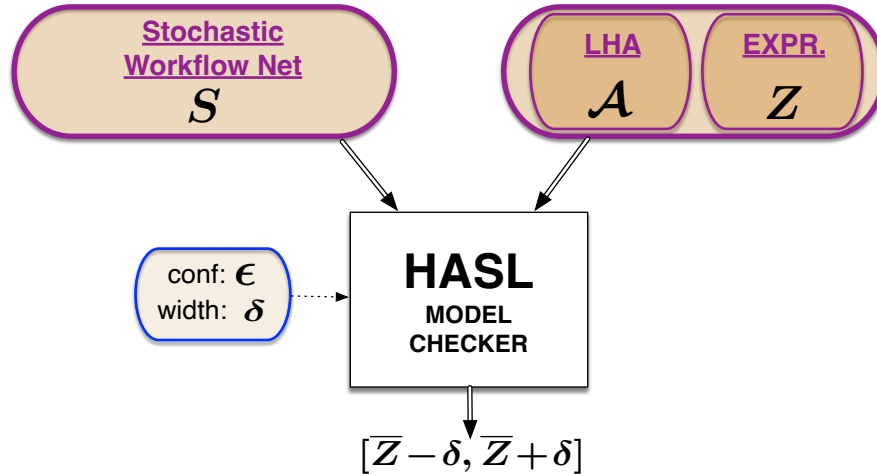 Stochastic
Workflow Net
S
LHA
A
EXPR.
Z
conf: ϵ
width: δ
HASL
MODEL
CHECKER
[Z̅ − δ, Z̅ + δ]